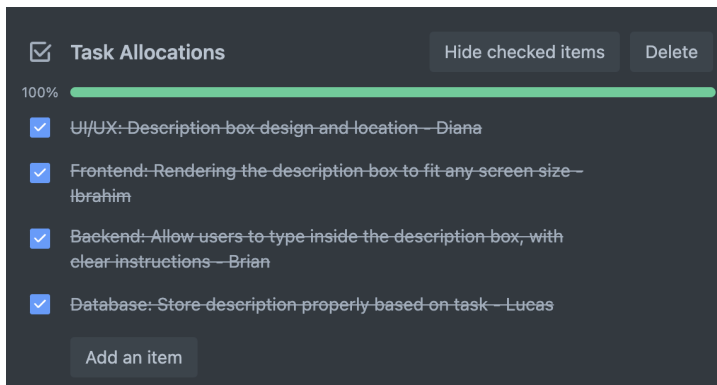 Task Allocations
Hide checked items
Delete
100%
UI/UX: Description box design and location - Diana
Frontend: Rendering the description box to fit any screen size -
Ibrahim
Backend: Allow users to type inside the description box, with
clear instructions - Brian
Database: Store description properly based on task - Lucas
Add an item